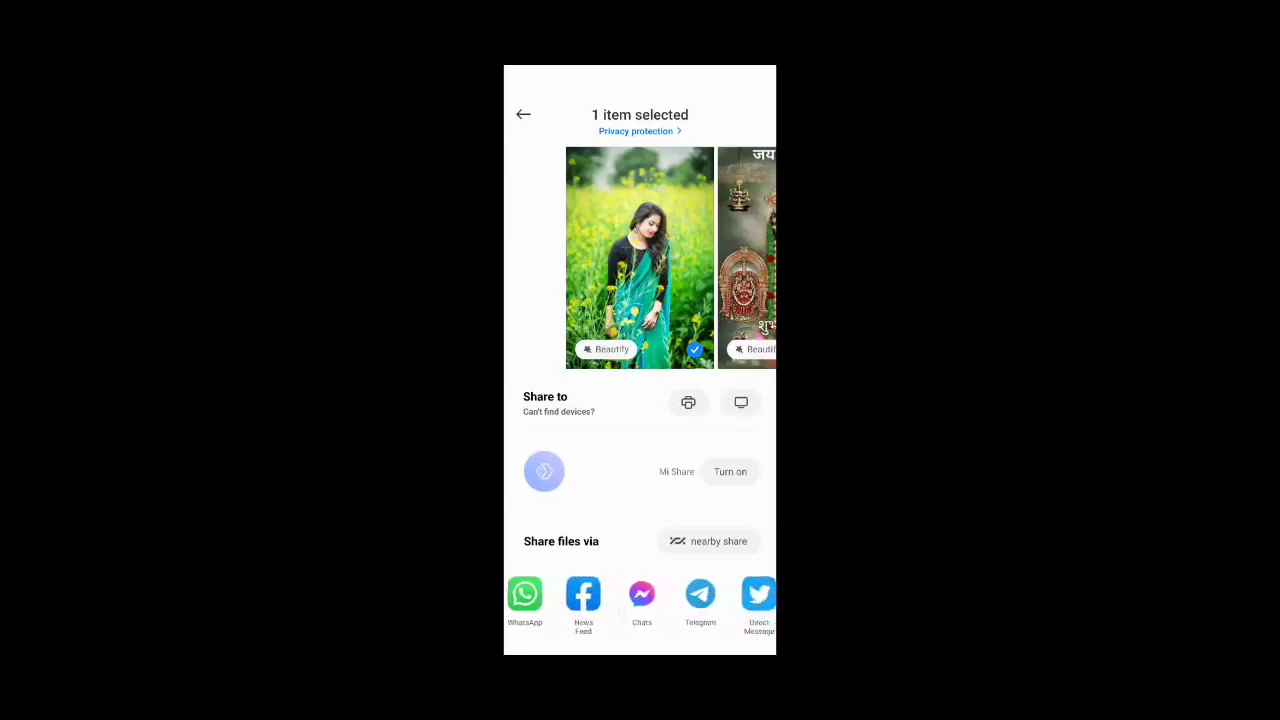 1 item selected
Privacy protection
जय
Beautify
Share to
Can't find devices?
Mi Share
Turn on
Share files via
nearby share
WhatsApp
News
Feed
Chats
Telegram
Direct
Message